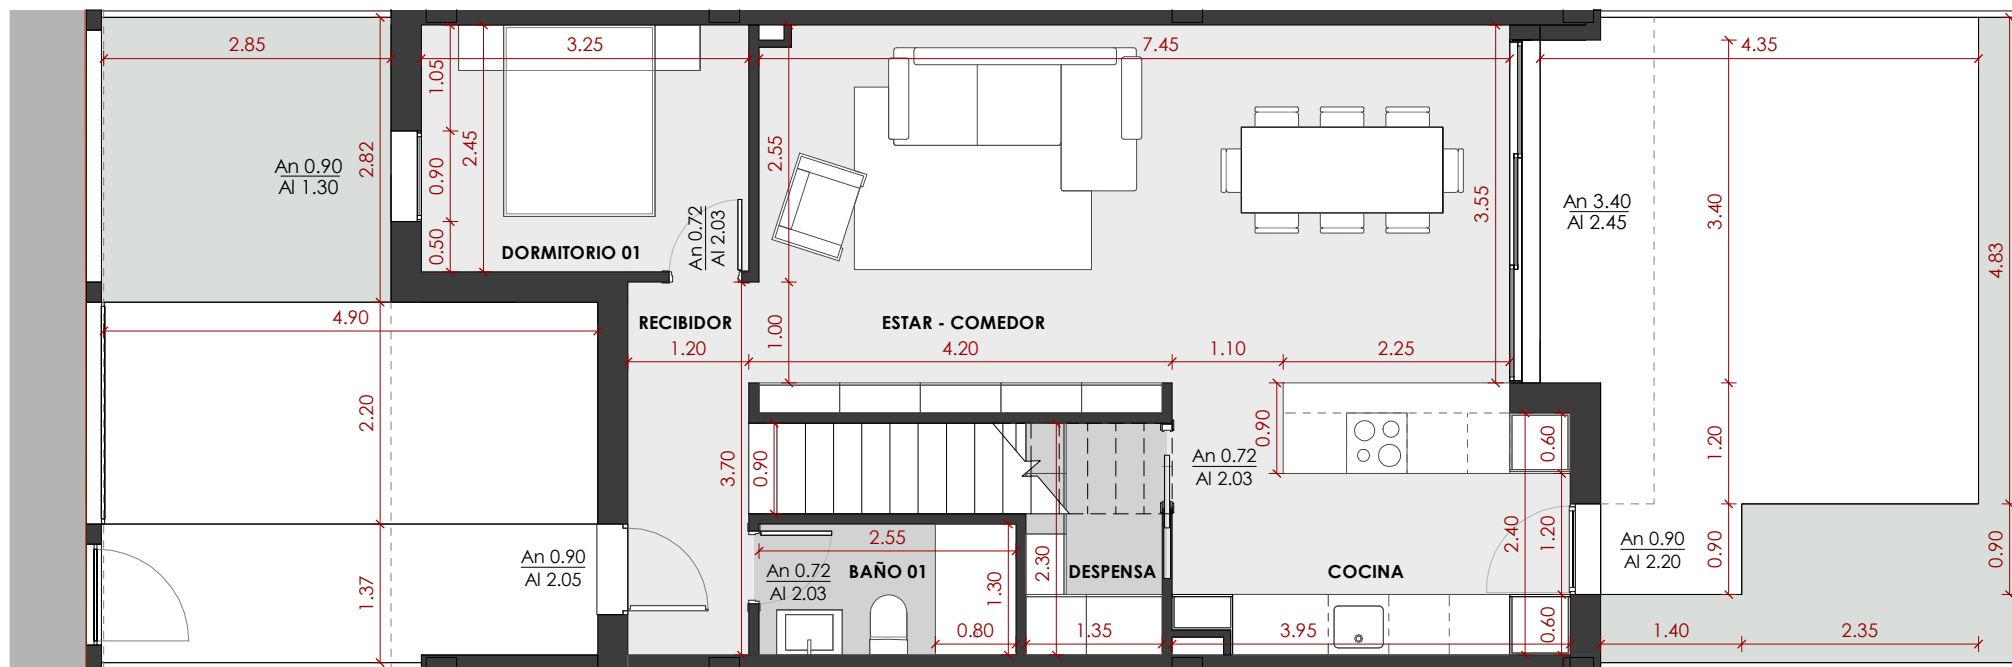 2.85
3.25
7.45
4.35
1.05
2.45
2.82
An 0.90
Al 1.30
0.90
0.50
DORMITORIO 01
An 0.72
Al 2.03
2.55
3.55
An 3.40
Al 2.45
3.40
4.83
4.90
RECIBIDOR
ESTAR - COMEDOR
1.20
1.00
4.20
1.10
2.25
2.20
3.70
0.90
0.90
An 0.72
Al 2.03
0.60
1.20
An 0.90
Al 2.05
2.55
An 0.72
Al 2.03
BAÑO 01
1.30
2.30
DESPENSA
COCINA
2.40
1.20
An 0.90
Al 2.20
0.90
0.90
1.37
0.80
1.35
3.95
0.60
1.40
2.35